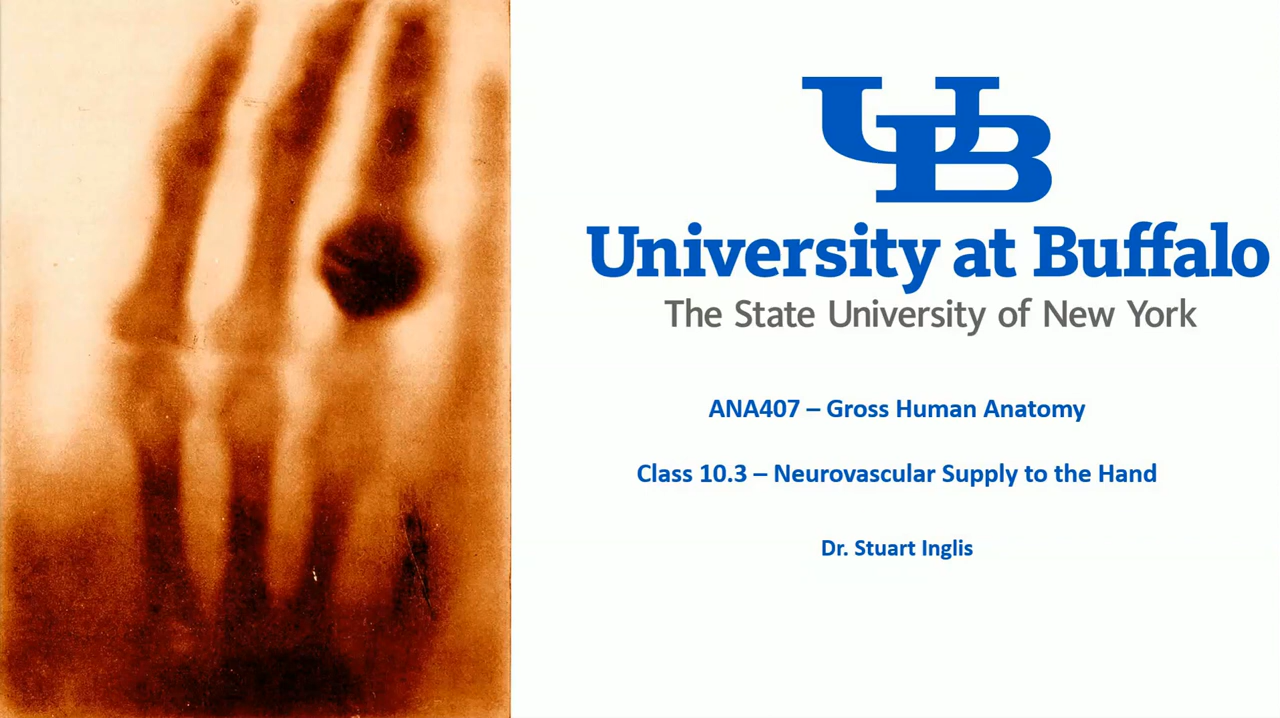 UB
University at Buffalo
The State University of New York
ANA407 – Gross Human Anatomy
Class 10.3 – Neurovascular Supply to the Hand
Dr. Stuart Inglis